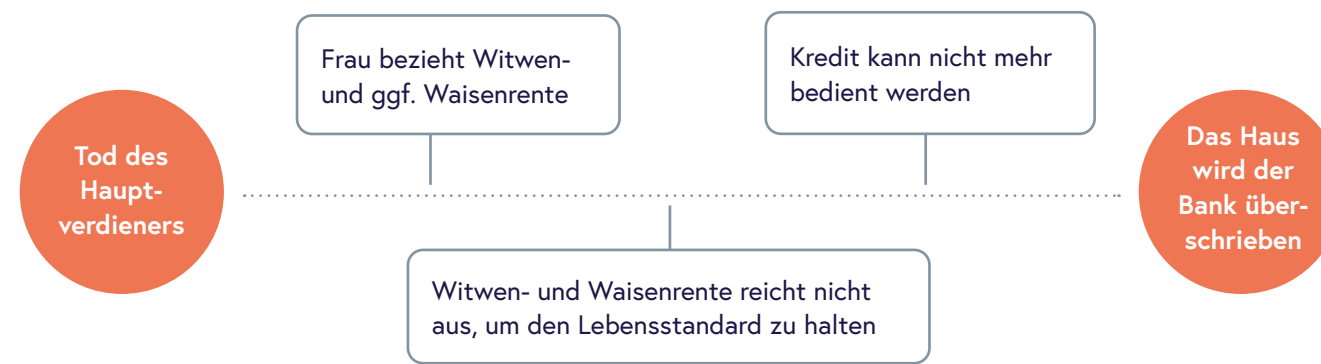 Tod des
Haupt-
verdieners
Frau bezieht Witwen-
und ggf. Waisenrente
Witwen- und Waisenrente reicht nicht
aus, um den Lebensstandard zu halten
Kredit kann nicht mehr
bedient werden
Das Haus
wird der
Bank über-
schrieben